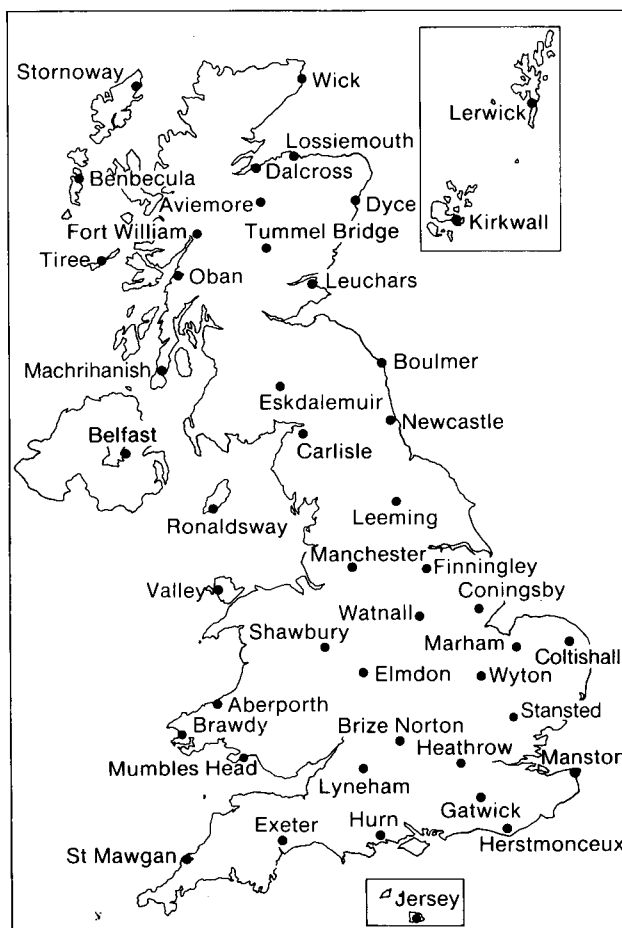 Stornoway
Wick
Lerwick
Lossiemouth
Dalcross
Benbecula
Aviemore
Dyce
Kirkwall
Fort William
Tummel Bridge
Tiree
Oban
Leuchars
Machrihanish
Boulmer
Eskdalemuir
Newcastle
Belfast
Carlisle
Ronaldsway
Leeming
Manchester
Finningley
Valley
Coningsby
Watnall
Shawbury
Marham
Coltishall
Elmdon
Wyton
Aberporth
Stansted
Brawdy
Brize Norton
Heathrow
Manston
Mumbles Head
Lyneham
Gatwick
Hurn
Exeter
Herstmonceux
St Mawgan
Jersey